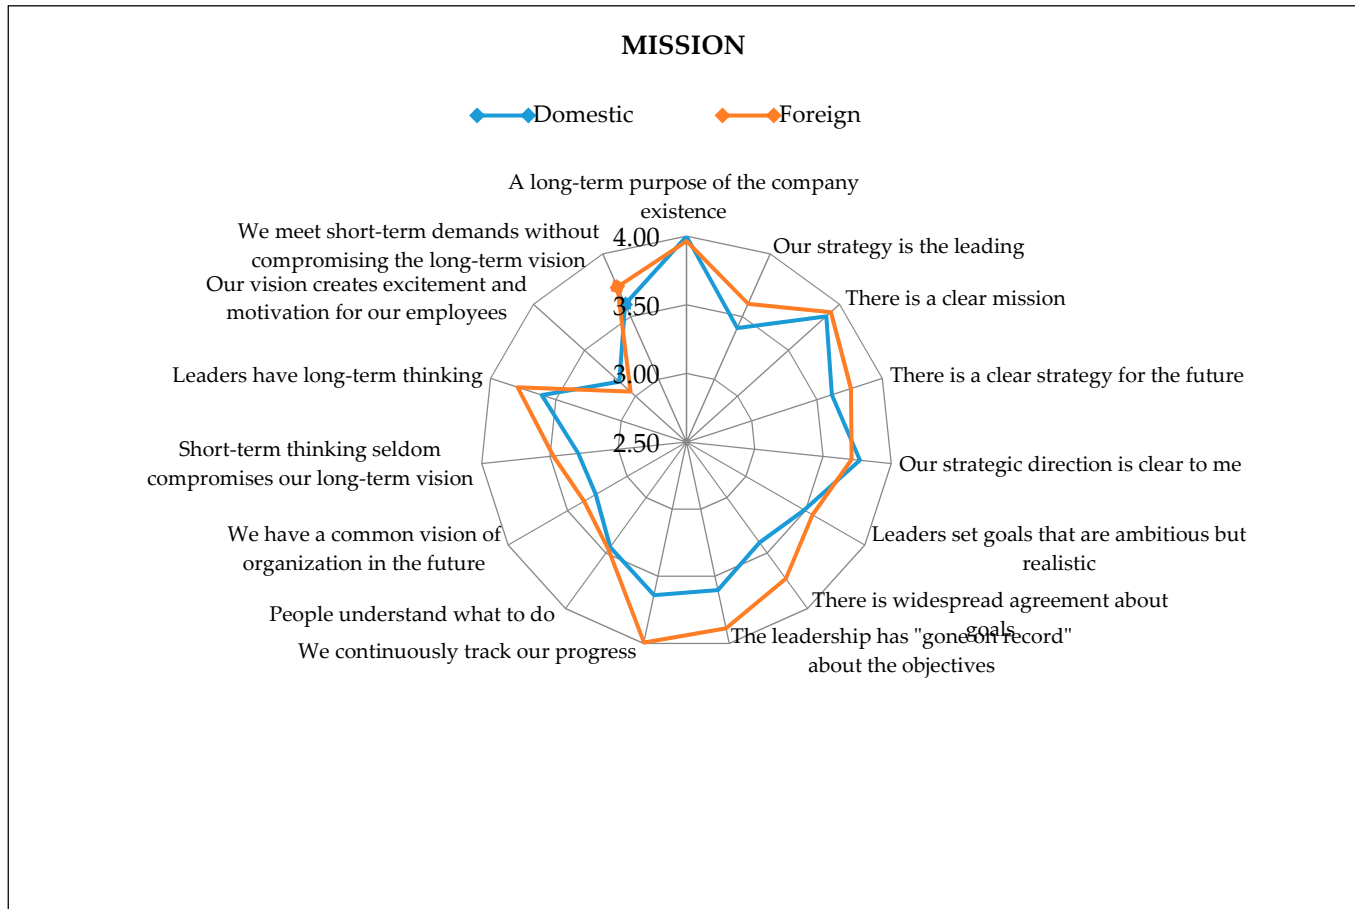 MISSION
Domestic
Foreign
A long-term purpose of the company
existence
Our strategy is the leading
There is a clear mission
There is a clear strategy for the future
Our strategic direction is clear to me
Leaders set goals that are ambitious but
realistic
There is widespread agreement about
goals
The leadership has "gone on record"
about the objectives
We continuously track our progress
People understand what to do
We have a common vision of
organization in the future
Short-term thinking seldom
compromises our long-term vision
Leaders have long-term thinking
Our vision creates excitement and
motivation for our employees
We meet short-term demands without
compromising the long-term vision
4.00
3.50
3.00
2.50